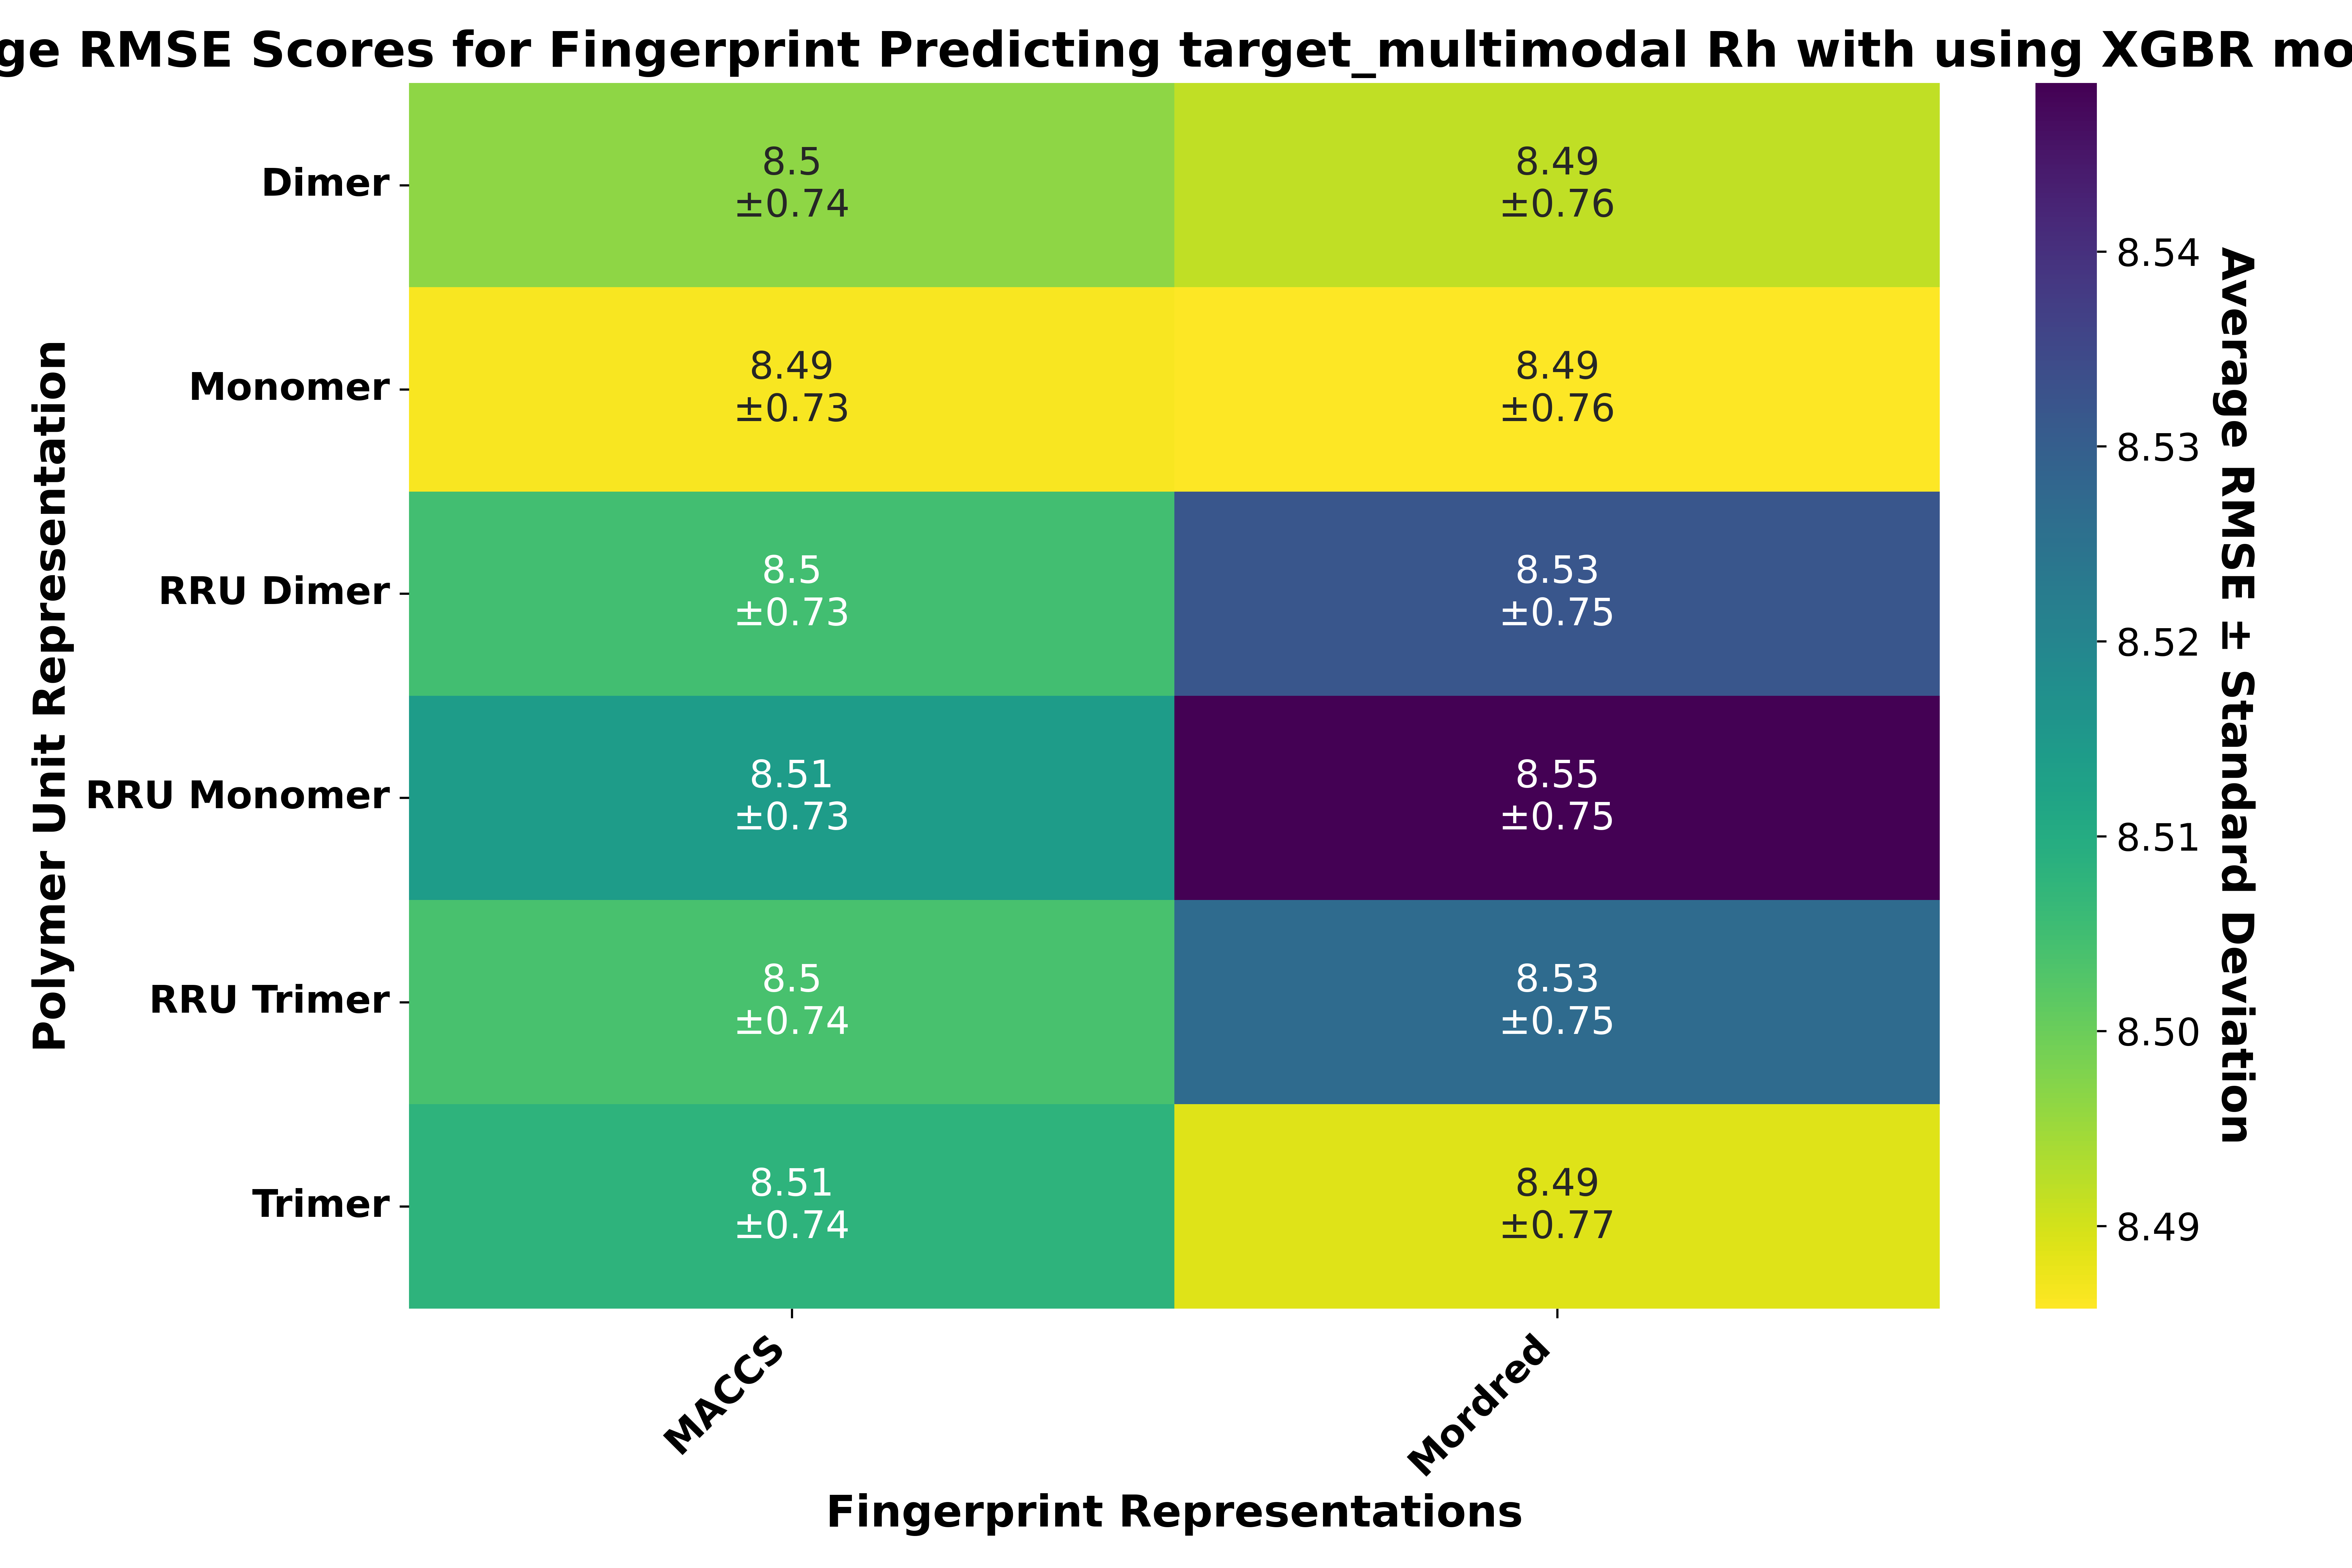 ge RMSE Scores for Fingerprint Predicting target_multimodal Rh with using XGBR mo
Polymer Unit Representation
Dimer
8.5
±0.74
8.49
±0.76
Monomer
8.49
±0.73
8.49
±0.76
RRU Dimer
8.5
±0.73
8.53
±0.75
RRU Monomer
8.51
±0.73
8.55
±0.75
RRU Trimer
8.5
±0.74
8.53
±0.75
Trimer
8.51
±0.74
8.49
±0.77
MACCS
Mordred
Fingerprint Representations
8.54
8.53
8.52
8.51
8.50
8.49
Average RMSE ± Standard Deviation